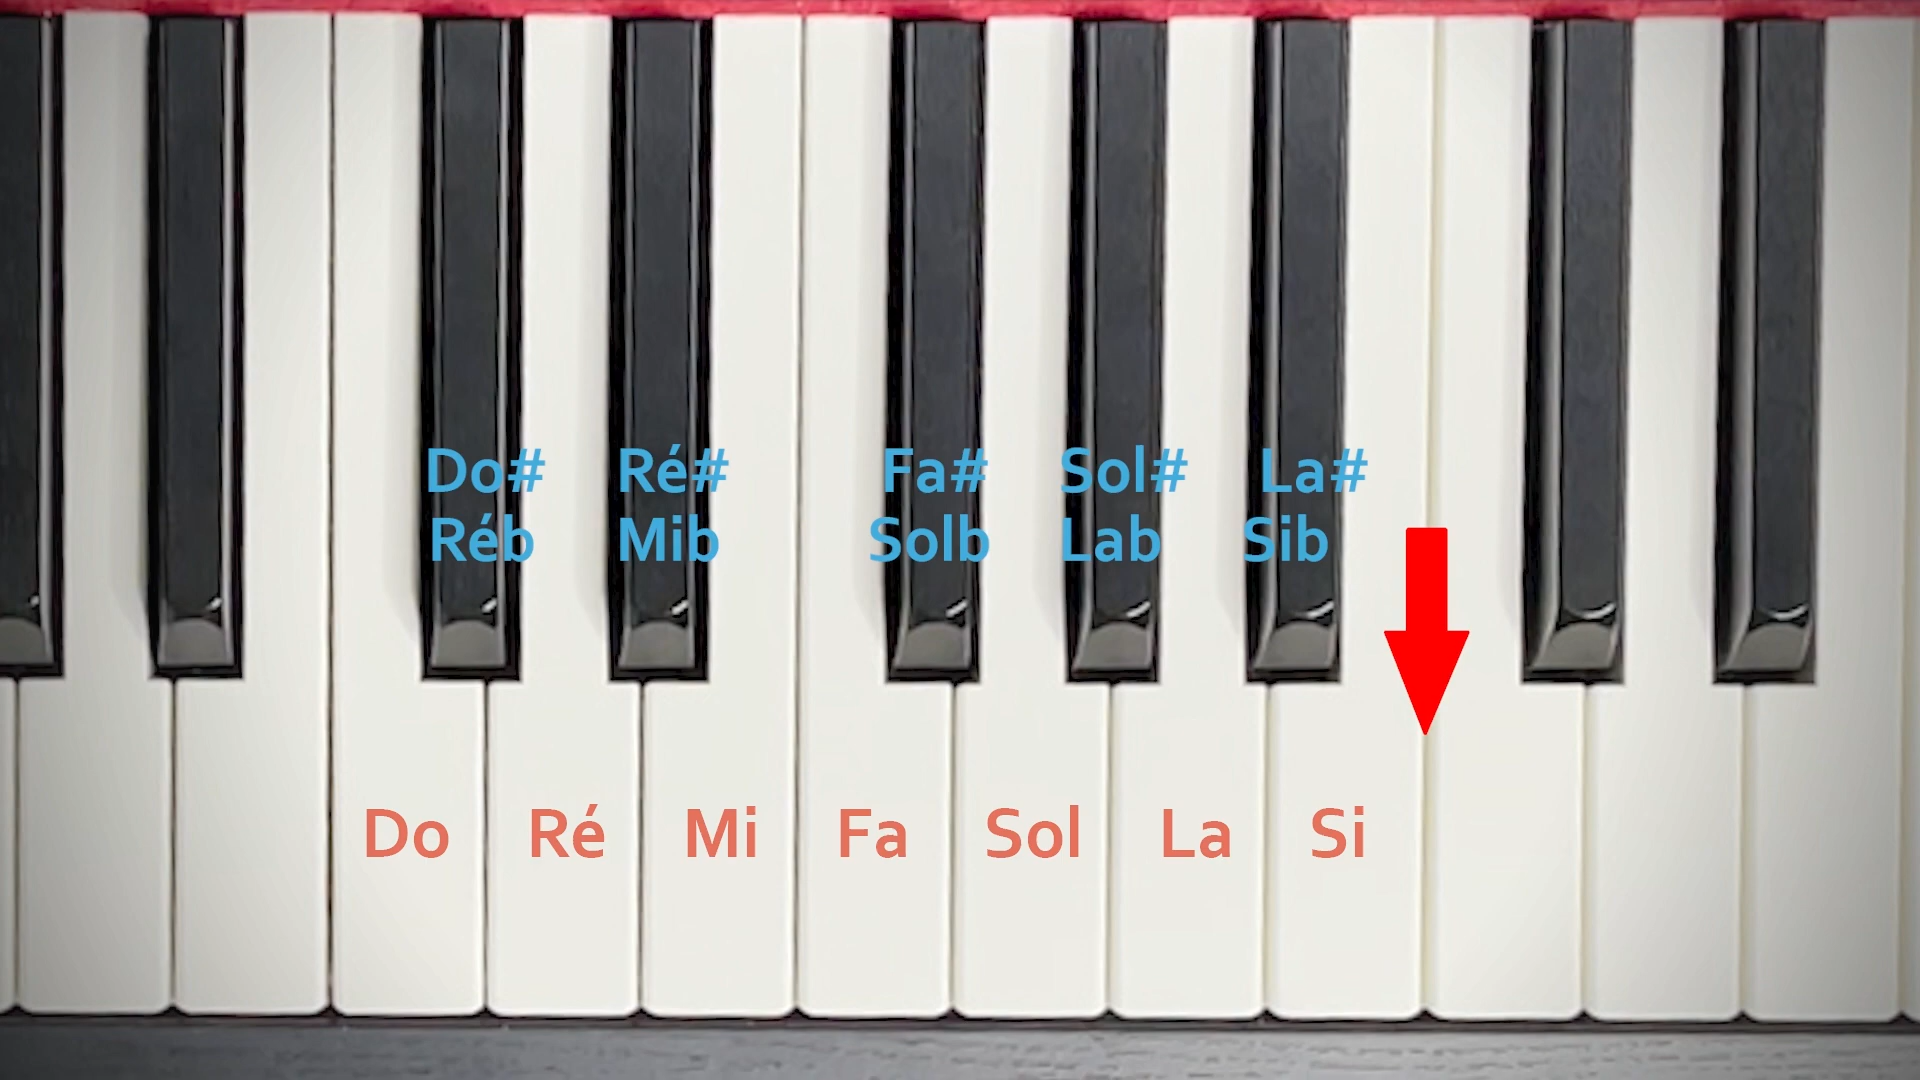 Do# Ré# Fa# Sol# La#
Réb Mib Solb Lab Sib
Do Ré Mi Fa Sol La Si